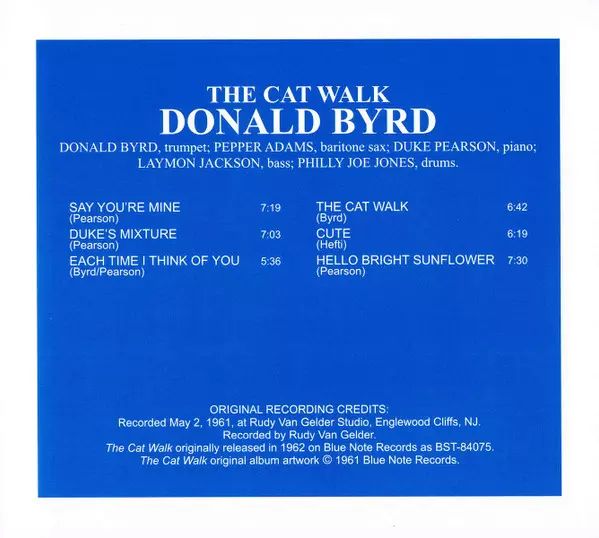 THE CAT WALK
DONALD BYRD
DONALD BYRD, trumpet; PEPPER ADAMS, baritone sax; DUKE PEARSON, piano;
LAYMON JACKSON, bass; PHILLY JOE JONES, drums.
SAY YOU'RE MINE 7:19
(Pearson)
DUKE'S MIXTURE 7:03
(Pearson)
EACH TIME I THINK OF YOU 5:36
(Byrd/Pearson)
THE CAT WALK 6:42
(Byrd)
CUTE 6:19
(Hefti)
HELLO BRIGHT SUNFLOWER 7:30
(Pearson)
ORIGINAL RECORDING CREDITS:
Recorded May 2, 1961, at Rudy Van Gelder Studio, Englewood Cliffs, NJ.
Recorded by Rudy Van Gelder.
The Cat Walk originally released in 1962 on Blue Note Records as BST-84075.
The Cat Walk original album artwork © 1961 Blue Note Records.